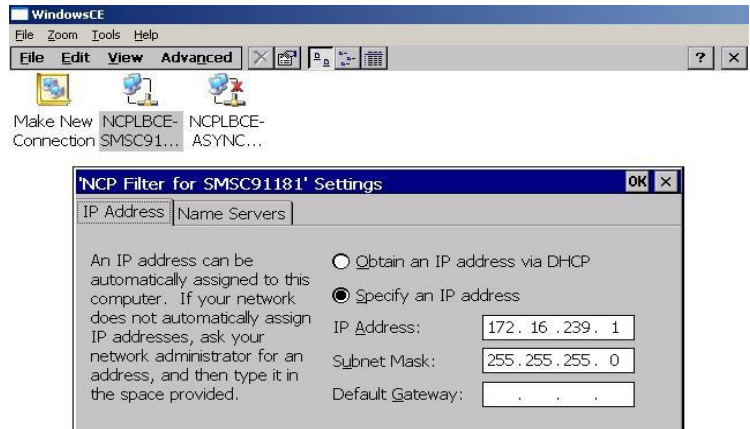 WindowsCE
File Zoom Tools Help
File Edit View Advanced ? ×
Make New Connection
NCPLBCE-SMSC91...
NCPLBCE-ASYNC...
'NCP Filter for SMSC91181' Settings OK ×
IP Address Name Servers
An IP address can be
automatically assigned to this
computer. If your network
does not automatically assign
IP addresses, ask your
network administrator for an
address, and then type it in
the space provided.
Obtain an IP address via DHCP
Specify an IP address
IP Address: 172. 16 .239. 1
Subnet Mask: 255.255.255. 0
Default Gateway: . . .